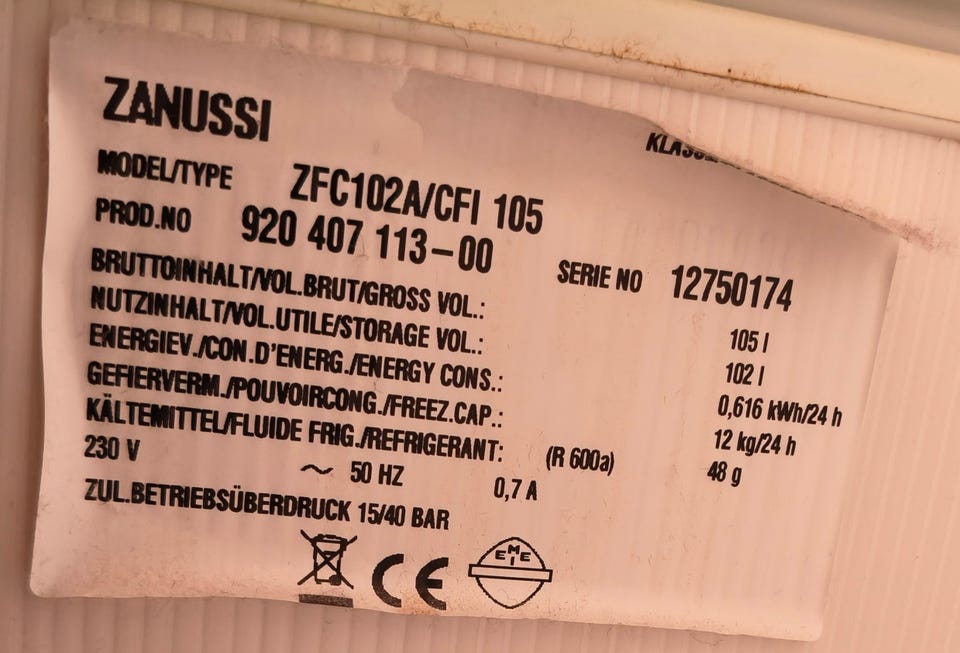 ZANUSSI
MODEL/TYPE ZFC102A/CFI 105
PROD.NO 920 407 113-00 SERIE NO 12750174
BRUTTOINHALT/VOL.BRUT/GROSS VOL.: 105 l
NUTZINHALT/VOL.UTILE/STORAGE VOL.: 102 l
ENERGIEV./CON.D'ENERG./ENERGY CONS.: 0,616 kWh/24 h
GEFIERVERM./POUVOIRCONG./FREEZ.CAP.: 12 kg/24 h
KÄLTEMITTEL/FLUIDE FRIG./REFRIGERANT: (R 600a) 48 g
230 V ~ 50 HZ 0,7 A
ZUL.BETRIEBSÜBERDRUCK 15/40 BAR
CE EMEI